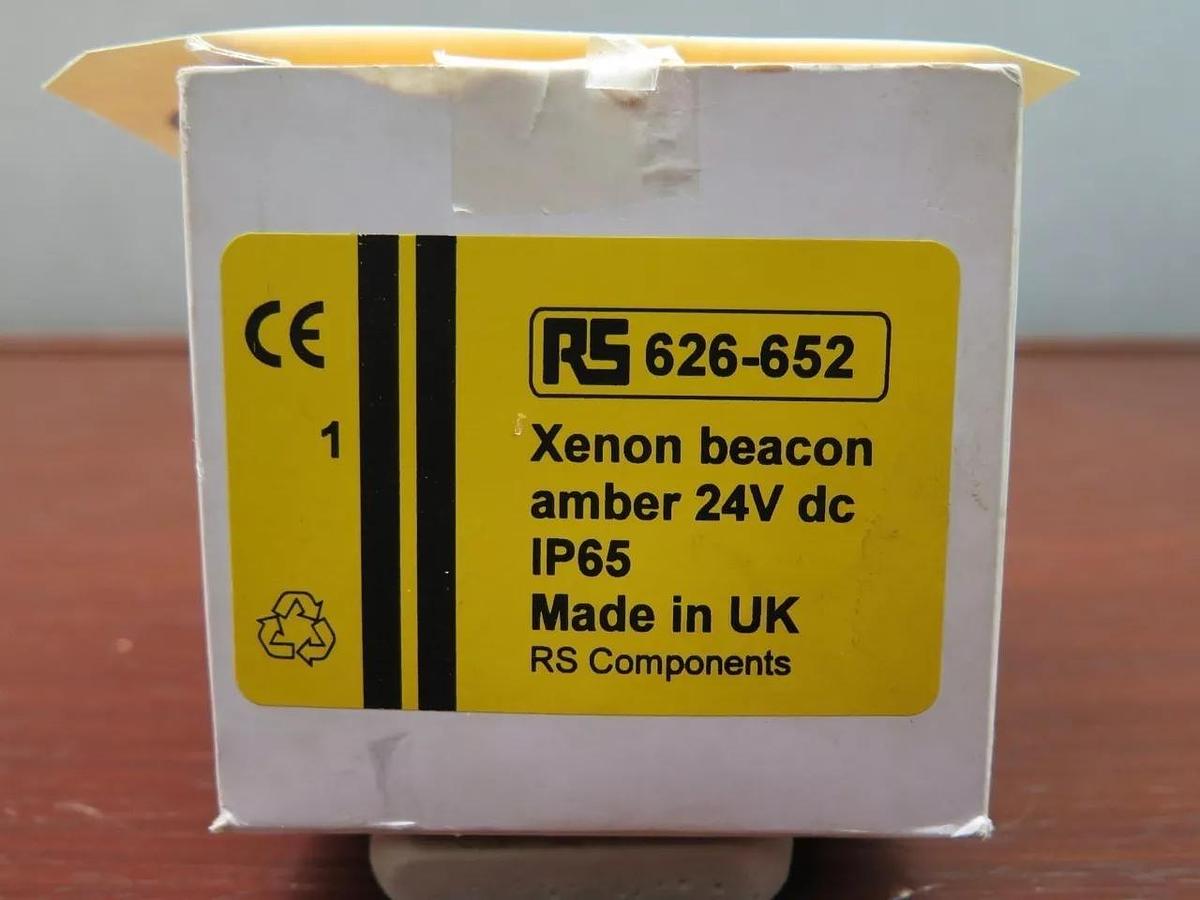 CE
1
RS 626-652
Xenon beacon
amber 24V dc
IP65
Made in UK
RS Components